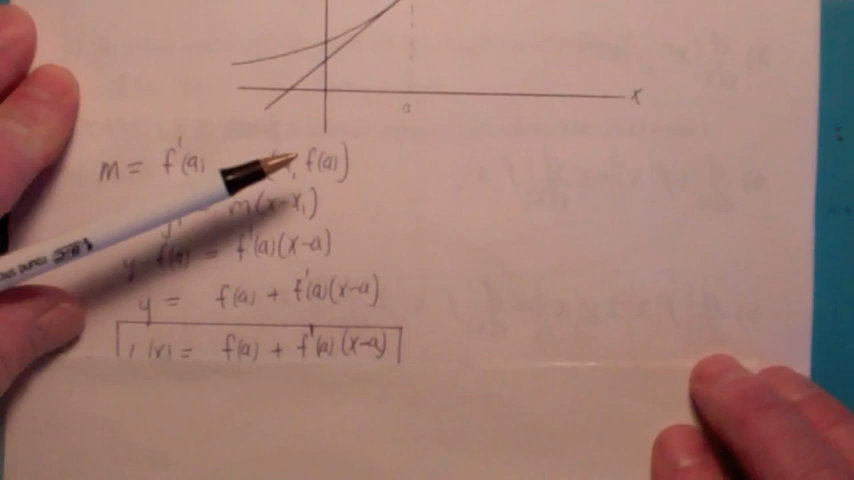 x
a
m = f'(a) f(a))
= m(x-x₁)
y-f(a) = f'(a)(x-a)
y = f(a) + f'(a)(x-a)
L(x) = f(a) + f'(a)(x-a)